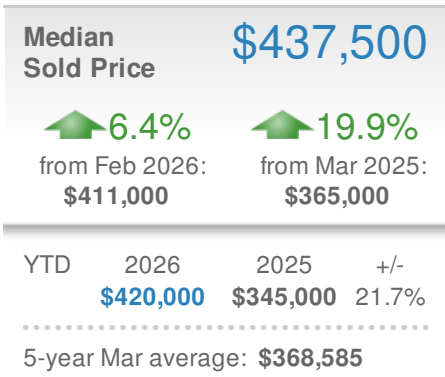 Median $437,500
Sold Price
6.4% 19.9%
from Feb 2026: from Mar 2025:
$411,000 $365,000
YTD 2026 2025 +/-
$420,000 $345,000 21.7%
5-year Mar average: $368,585